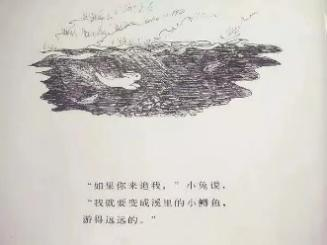 “如果你来追我，”小兔说，
“我就要变成溪里的小鳟鱼，
游得远远的。”